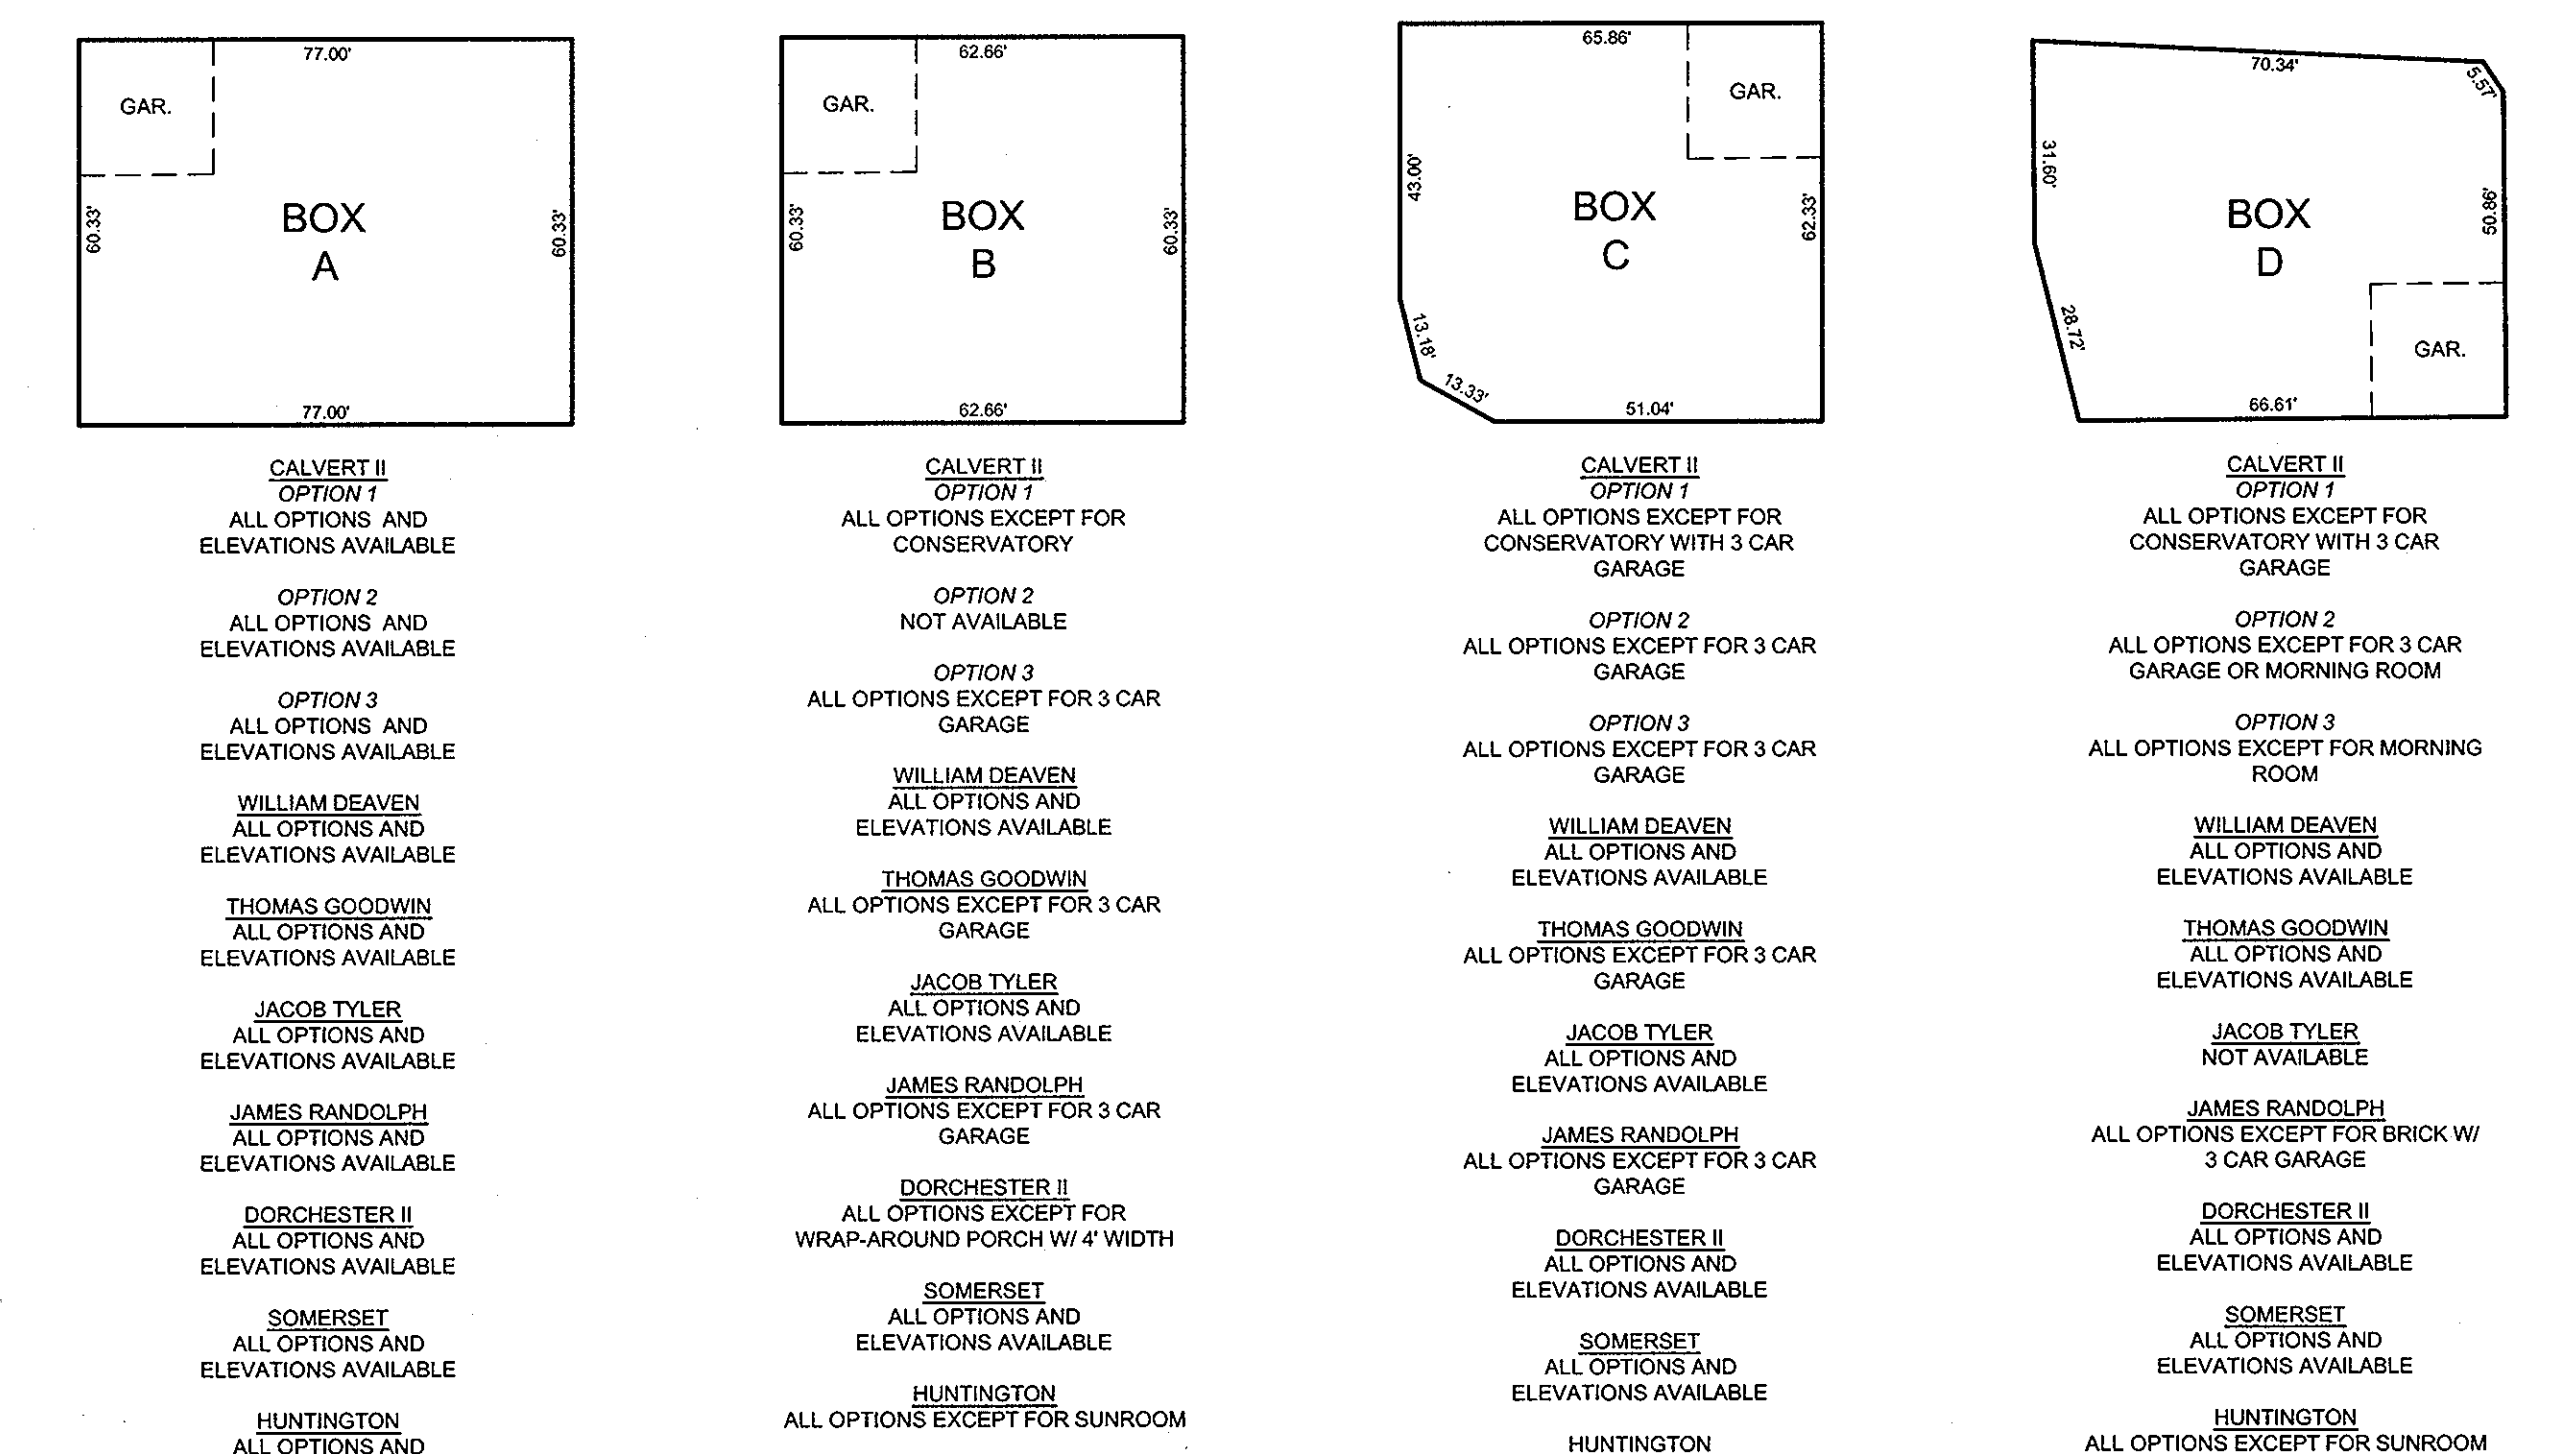 77.00'
GAR.
60.33'
60.33'
BOX
A
77.00'
CALVERT II
OPTION 1
ALL OPTIONS AND
ELEVATIONS AVAILABLE
OPTION 2
ALL OPTIONS AND
ELEVATIONS AVAILABLE
OPTION 3
ALL OPTIONS AND
ELEVATIONS AVAILABLE
WILLIAM DEAVEN
ALL OPTIONS AND
ELEVATIONS AVAILABLE
THOMAS GOODWIN
ALL OPTIONS AND
ELEVATIONS AVAILABLE
JACOB TYLER
ALL OPTIONS AND
ELEVATIONS AVAILABLE
JAMES RANDOLPH
ALL OPTIONS AND
ELEVATIONS AVAILABLE
DORCHESTER II
ALL OPTIONS AND
ELEVATIONS AVAILABLE
SOMERSET
ALL OPTIONS AND
ELEVATIONS AVAILABLE
HUNTINGTON
ALL OPTIONS AND
62.66'
GAR.
60.33'
60.33'
BOX
B
62.66'
CALVERT II
OPTION 1
ALL OPTIONS EXCEPT FOR
CONSERVATORY
OPTION 2
NOT AVAILABLE
OPTION 3
ALL OPTIONS EXCEPT FOR 3 CAR
GARAGE
WILLIAM DEAVEN
ALL OPTIONS AND
ELEVATIONS AVAILABLE
THOMAS GOODWIN
ALL OPTIONS EXCEPT FOR 3 CAR
GARAGE
JACOB TYLER
ALL OPTIONS AND
ELEVATIONS AVAILABLE
JAMES RANDOLPH
ALL OPTIONS EXCEPT FOR 3 CAR
GARAGE
DORCHESTER II
ALL OPTIONS EXCEPT FOR
WRAP-AROUND PORCH W/ 4' WIDTH
SOMERSET
ALL OPTIONS AND
ELEVATIONS AVAILABLE
HUNTINGTON
ALL OPTIONS EXCEPT FOR SUNROOM
65.86'
GAR.
43.00'
62.33'
BOX
C
13.18'
13.33'
51.04'
CALVERT II
OPTION 1
ALL OPTIONS EXCEPT FOR
CONSERVATORY WITH 3 CAR
GARAGE
OPTION 2
ALL OPTIONS EXCEPT FOR 3 CAR
GARAGE
OPTION 3
ALL OPTIONS EXCEPT FOR 3 CAR
GARAGE
WILLIAM DEAVEN
ALL OPTIONS AND
ELEVATIONS AVAILABLE
THOMAS GOODWIN
ALL OPTIONS EXCEPT FOR 3 CAR
GARAGE
JACOB TYLER
ALL OPTIONS AND
ELEVATIONS AVAILABLE
JAMES RANDOLPH
ALL OPTIONS EXCEPT FOR 3 CAR
GARAGE
DORCHESTER II
ALL OPTIONS AND
ELEVATIONS AVAILABLE
SOMERSET
ALL OPTIONS AND
ELEVATIONS AVAILABLE
HUNTINGTON
70.34'
5.57'
31.60'
50.86'
BOX
D
28.72'
GAR.
66.61'
CALVERT II
OPTION 1
ALL OPTIONS EXCEPT FOR
CONSERVATORY WITH 3 CAR
GARAGE
OPTION 2
ALL OPTIONS EXCEPT FOR 3 CAR
GARAGE OR MORNING ROOM
OPTION 3
ALL OPTIONS EXCEPT FOR MORNING
ROOM
WILLIAM DEAVEN
ALL OPTIONS AND
ELEVATIONS AVAILABLE
THOMAS GOODWIN
ALL OPTIONS AND
ELEVATIONS AVAILABLE
JACOB TYLER
NOT AVAILABLE
JAMES RANDOLPH
ALL OPTIONS EXCEPT FOR BRICK W/
3 CAR GARAGE
DORCHESTER II
ALL OPTIONS AND
ELEVATIONS AVAILABLE
SOMERSET
ALL OPTIONS AND
ELEVATIONS AVAILABLE
HUNTINGTON
ALL OPTIONS EXCEPT FOR SUNROOM